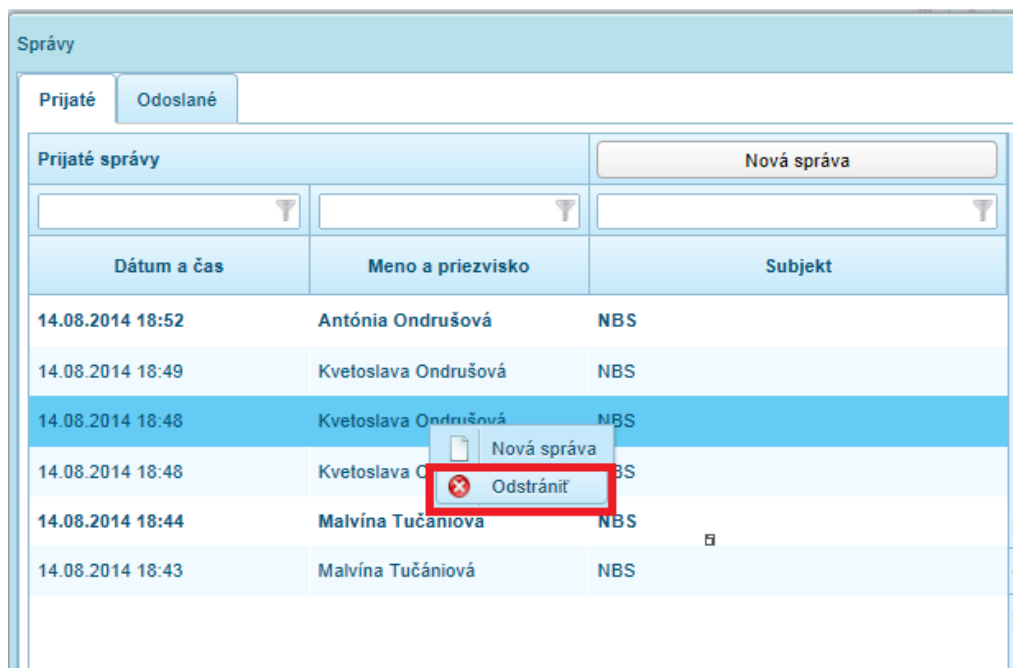 Správy
Prijaté Odoslané
Prijaté správy Nová správa
Dátum a čas Meno a priezvisko Subjekt
14.08.2014 18:52 Antónia Ondrušová NBS
14.08.2014 18:49 Kvetoslava Ondrušová NBS
14.08.2014 18:48 Kvetoslava Ondrušová NBS
Nová správa
14.08.2014 18:48 Kvetoslava
Odstrániť
14.08.2014 18:44 Malvína Tučániová NBS
14.08.2014 18:43 Malvína Tučániová NBS